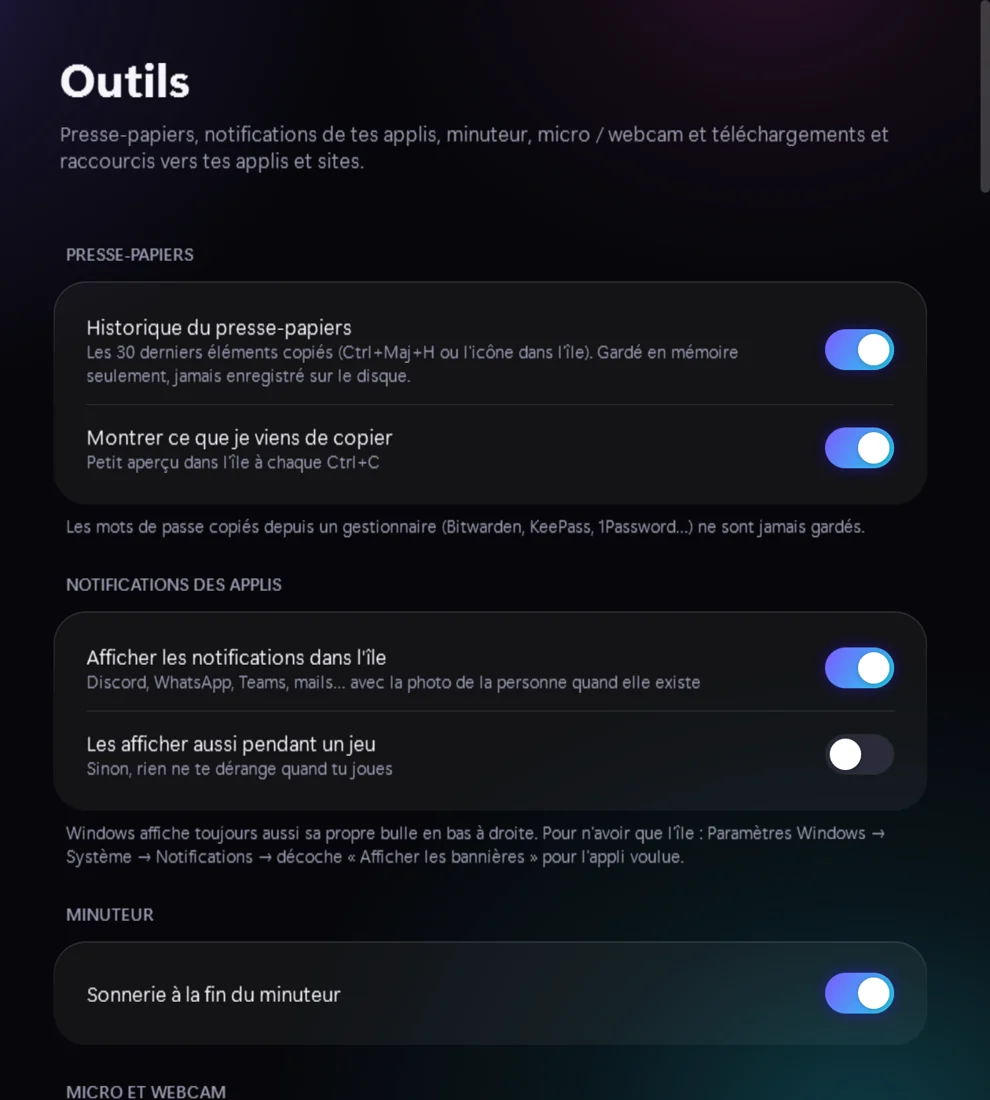 Outils
Presse-papiers, notifications de tes applis, minuteur, micro / webcam et téléchargements et
raccourcis vers tes applis et sites.
PRESSE-PAPIERS
Historique du presse-papiers
Les 30 derniers éléments copiés (Ctrl+Maj+H ou l'icône dans l'île). Gardé en mémoire
seulement, jamais enregistré sur le disque.
Montrer ce que je viens de copier
Petit aperçu dans l'île à chaque Ctrl+C
Les mots de passe copiés depuis un gestionnaire (Bitwarden, KeePass, 1Password...) ne sont jamais gardés.
NOTIFICATIONS DES APPLIS
Afficher les notifications dans l'île
Discord, WhatsApp, Teams, mails... avec la photo de la personne quand elle existe
Les afficher aussi pendant un jeu
Sinon, rien ne te dérange quand tu joues
Windows affiche toujours aussi sa propre bulle en bas à droite. Pour n'avoir que l'île : Paramètres Windows →
Système → Notifications → décoche « Afficher les bannières » pour l'appli voulue.
MINUTEUR
Sonnerie à la fin du minuteur
MICRO ET WEBCAM